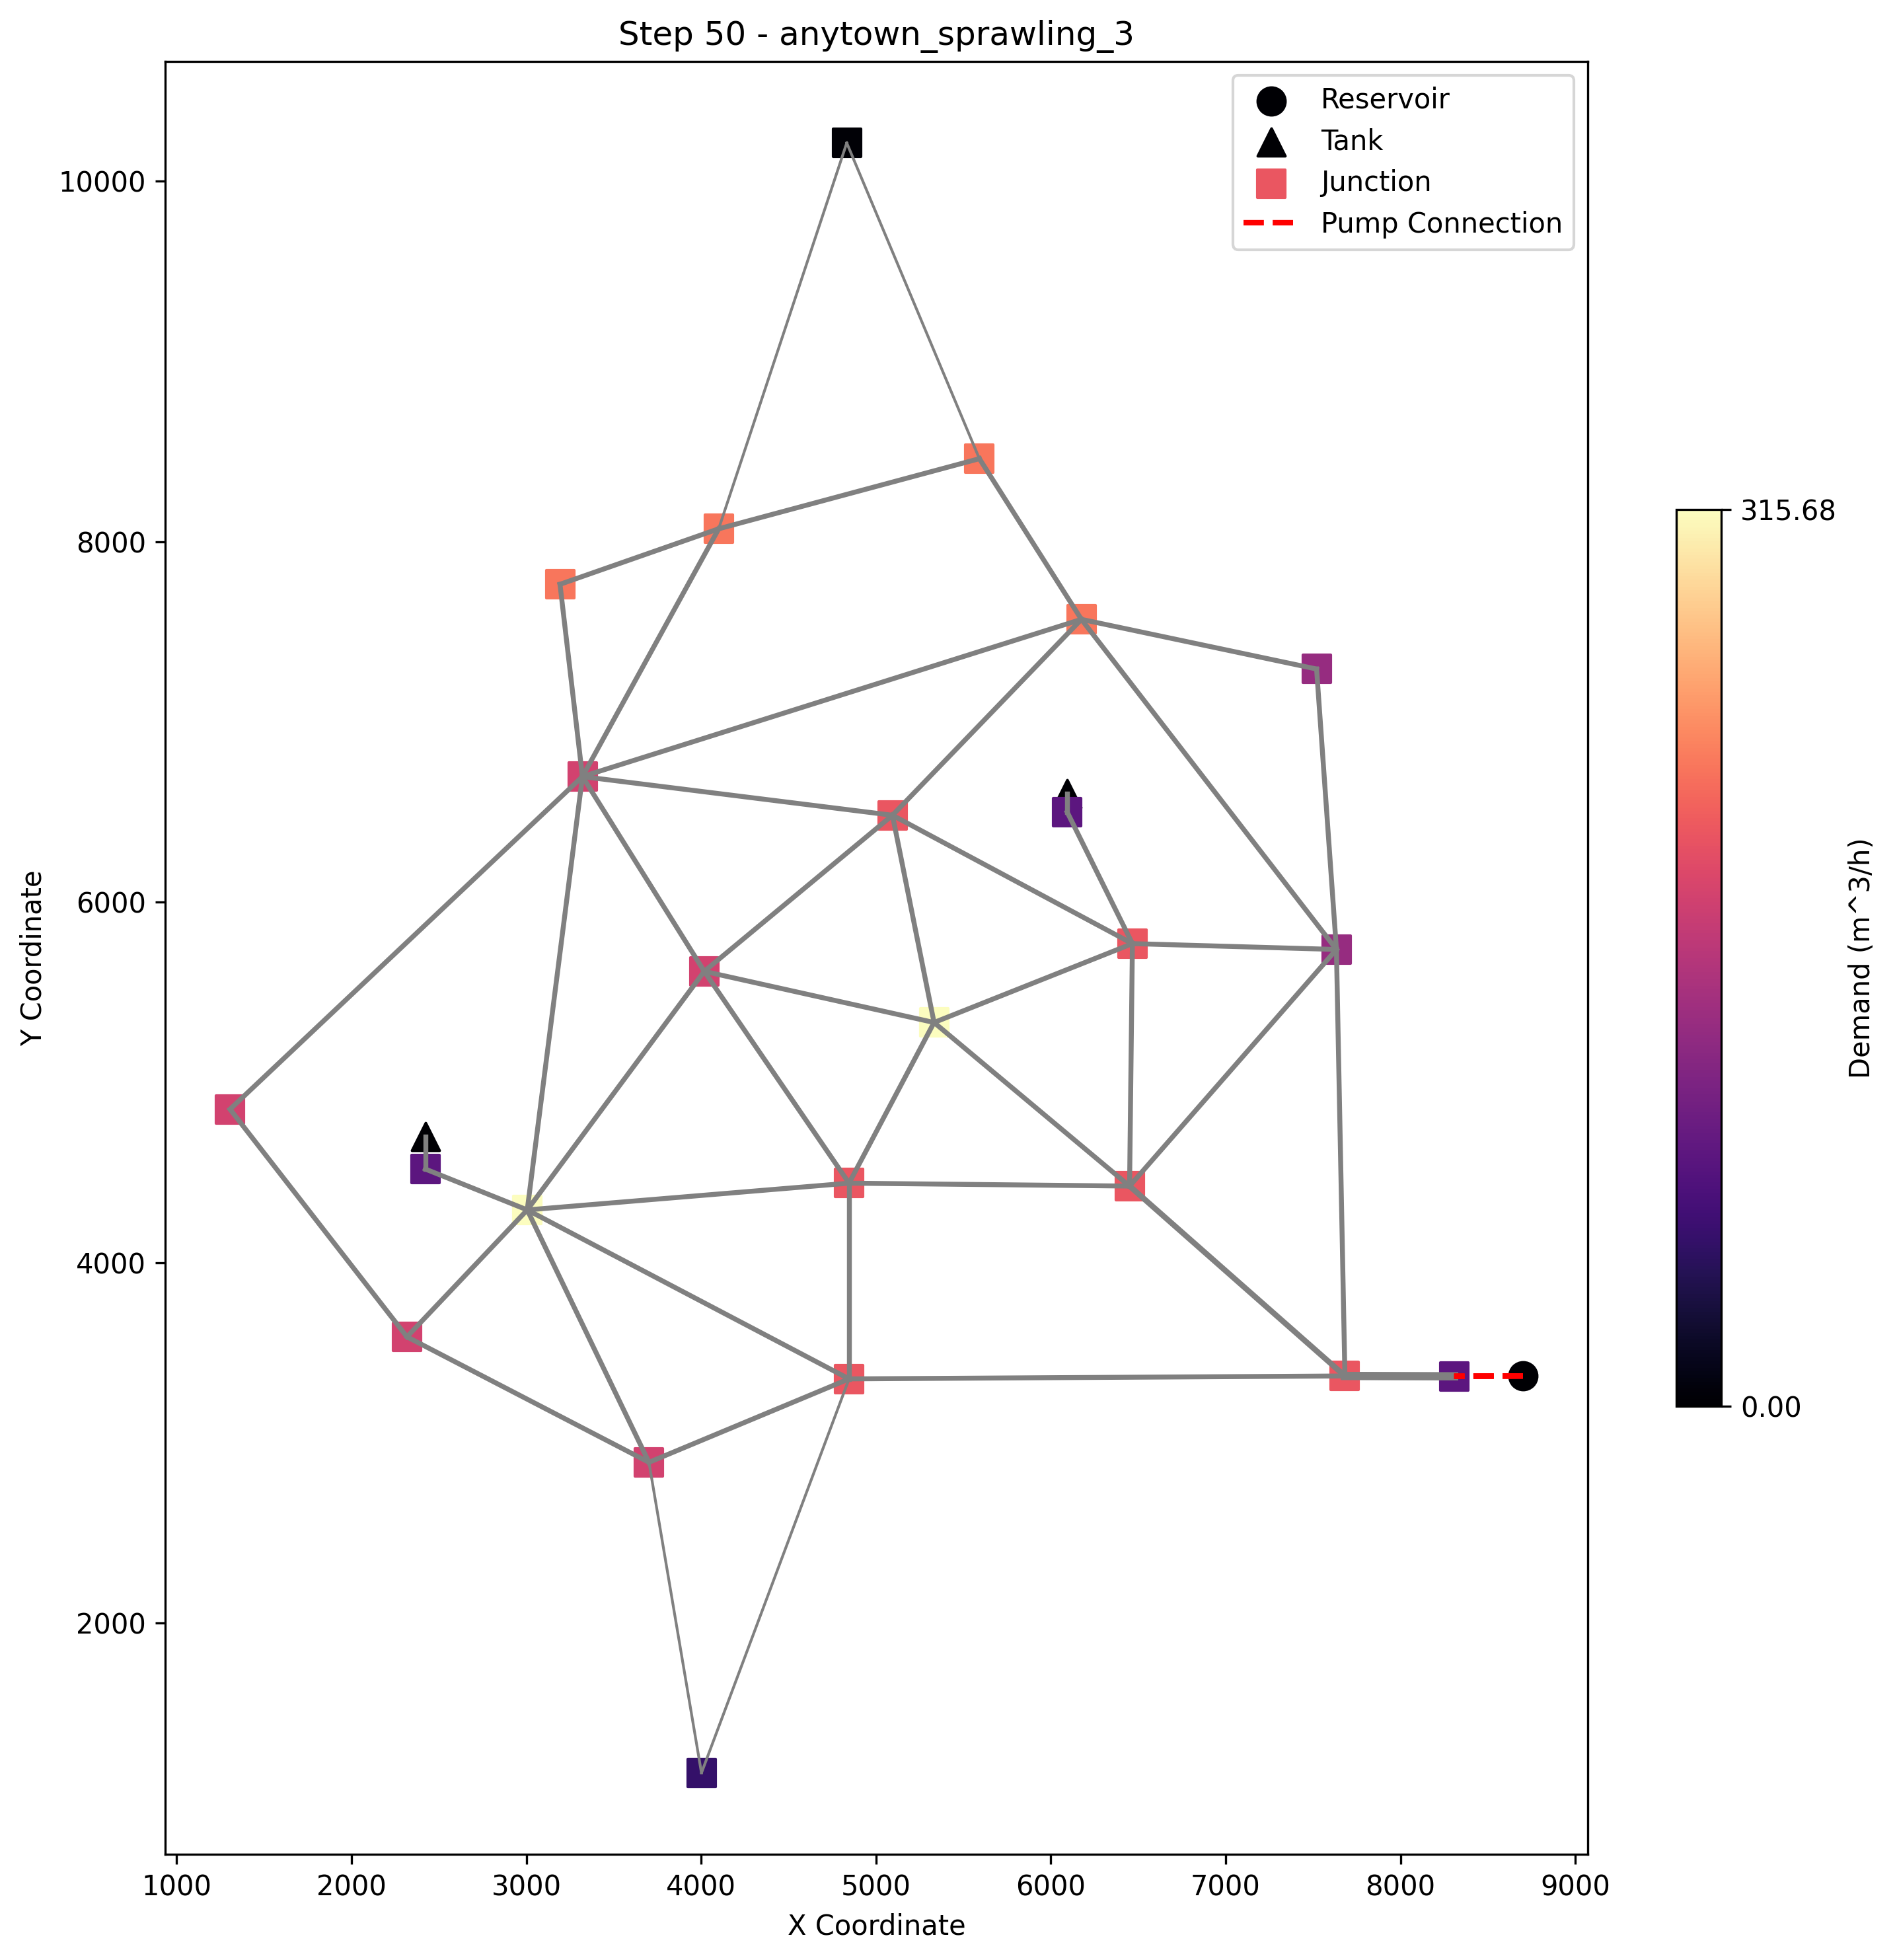 Step 50 - anytown_sprawling_3
Reservoir
Tank
Junction
Pump Connection
10000
8000
6000
4000
2000
Y Coordinate
1000 2000 3000 4000 5000 6000 7000 8000 9000
X Coordinate
315.68
0.00
Demand (m^3/h)